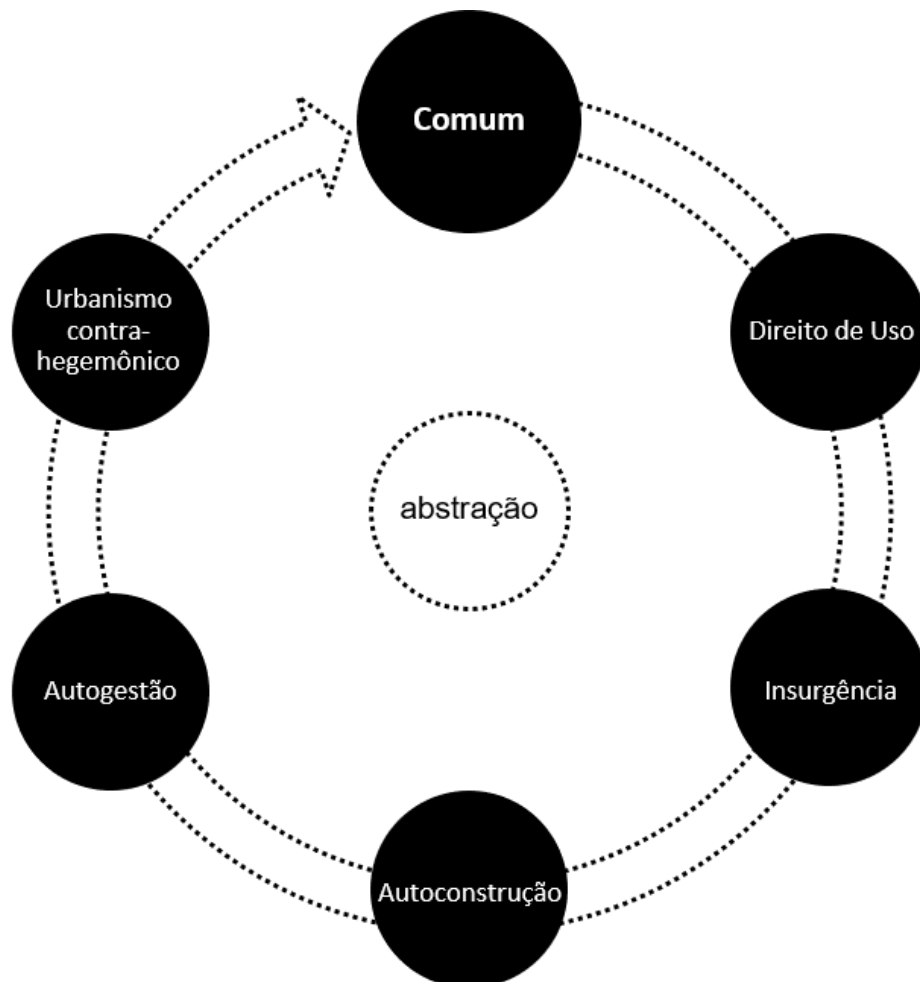 Comum
Direito de Uso
Insurgência
Autoconstrução
Autogestão
Urbanismo
contra-
hegemônico
abstração